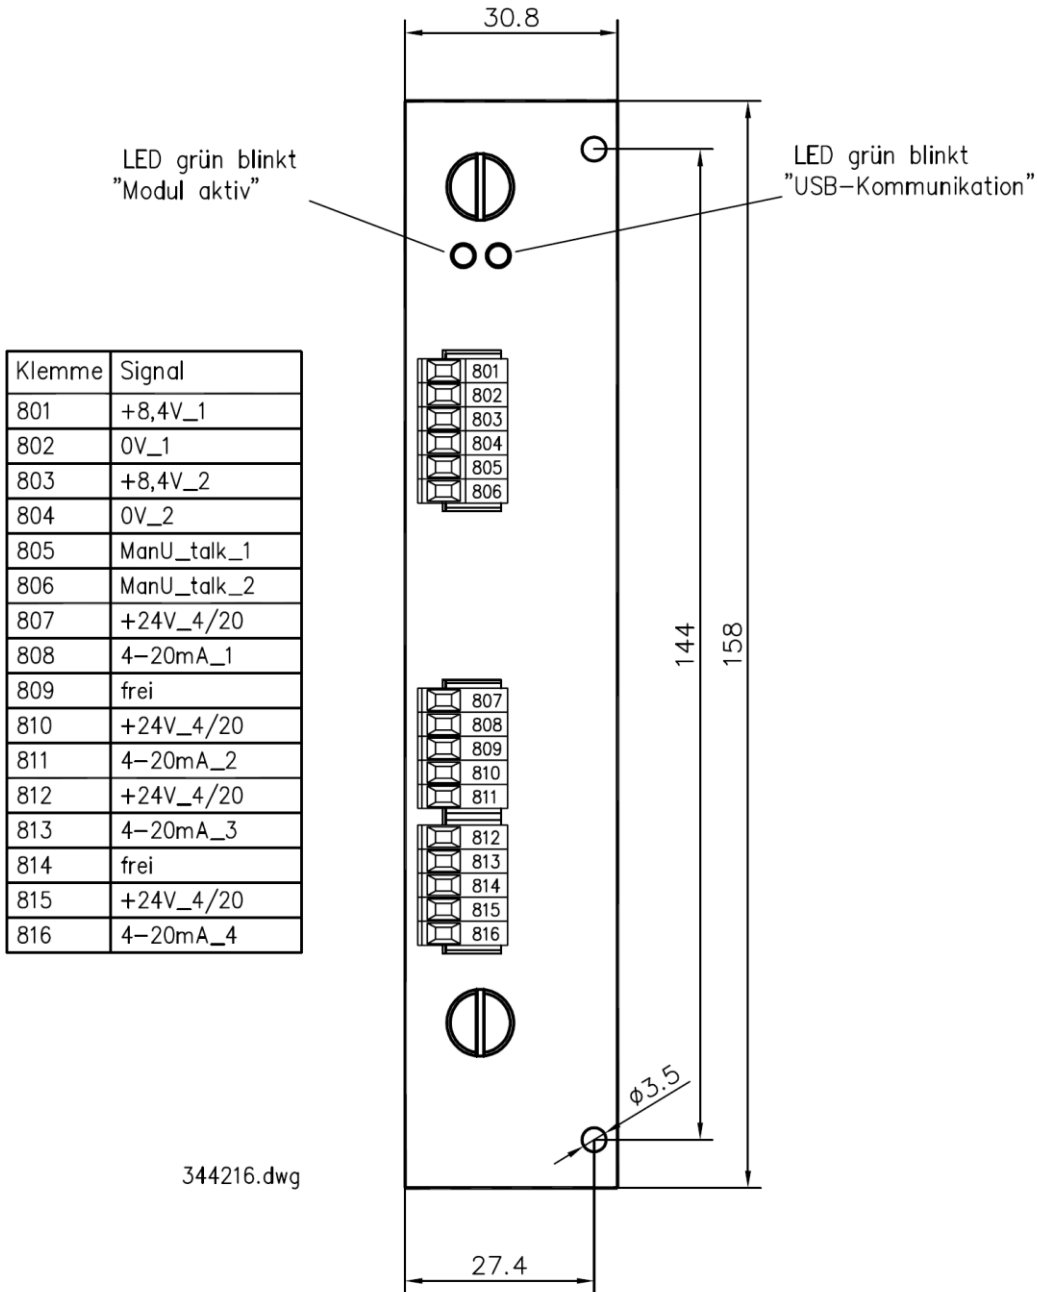 30.8
LED grün blinkt
"Modul aktiv"
LED grün blinkt
"USB-Kommunikation"
Klemme Signal
801 +8,4V_1
802 0V_1
803 +8,4V_2
804 0V_2
805 ManU_talk_1
806 ManU_talk_2
807 +24V_4/20
808 4-20mA_1
809 frei
810 +24V_4/20
811 4-20mA_2
812 +24V_4/20
813 4-20mA_3
814 frei
815 +24V_4/20
816 4-20mA_4
801
802
803
804
805
806
807
808
809
810
811
812
813
814
815
816
144
158
ø3.5
344216.dwg
27.4